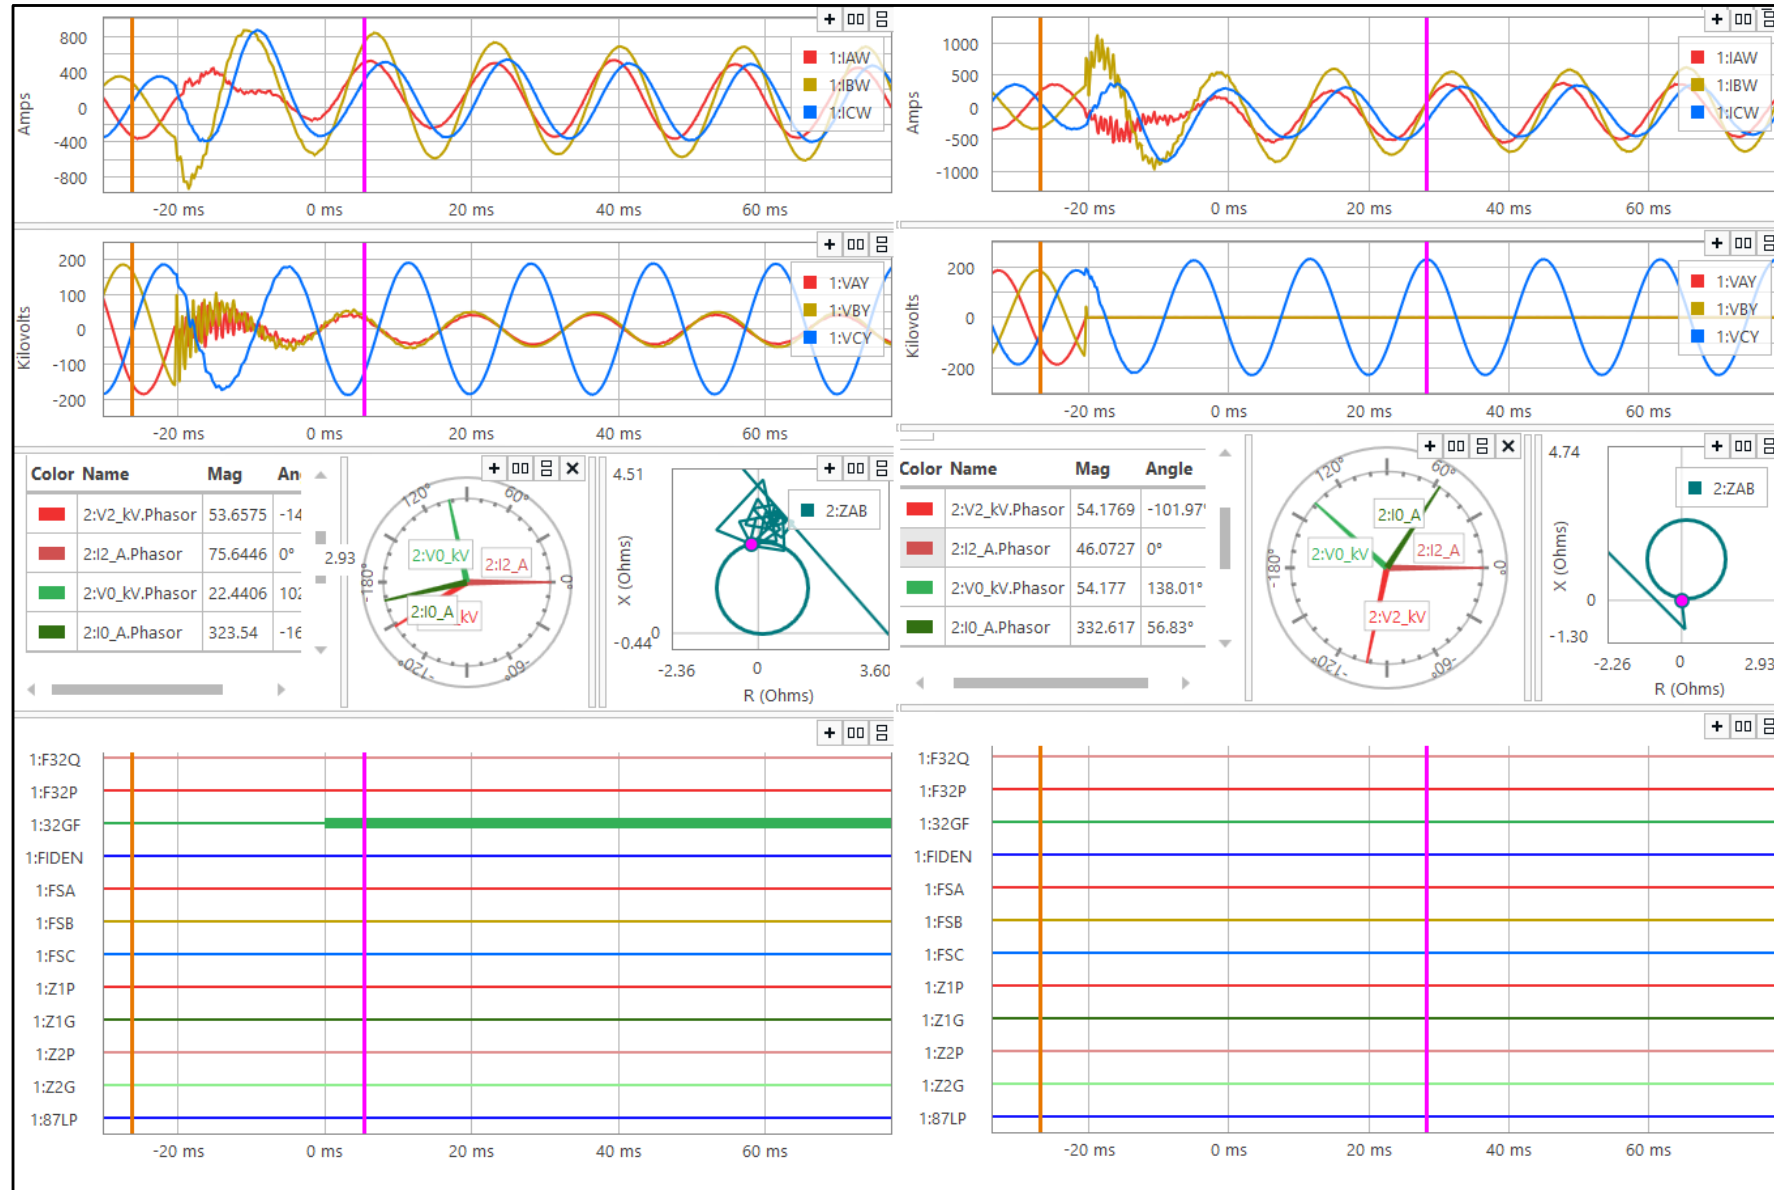 800
400
0
-400
-800
Amps
1:IAW
1:IBW
1:ICW
-20 ms
0 ms
20 ms
40 ms
60 ms
200
100
0
-100
-200
Kilovolts
1:VAY
1:VBY
1:VCY
-20 ms
0 ms
20 ms
40 ms
60 ms
Color Name Mag An
2:V2_kV.Phasor 53.6575 -14
2:I2_A.Phasor 75.6446 0°
2:V0_kV.Phasor 22.4406 102
2:I0_A.Phasor 323.54 -16
120°
60°
-180°
0°
-120°
-60°
2:V0_kV
2:I2_A
2:I0_A
_kV
4.51
2.93
-0.44
0
X (Ohms)
2:ZAB
-2.36
0
3.60
R (Ohms)
1:F32Q
1:F32P
1:32GF
1:FIDEN
1:FSA
1:FSB
1:FSC
1:Z1P
1:Z1G
1:Z2P
1:Z2G
1:87LP
-20 ms
0 ms
20 ms
40 ms
60 ms
1000
500
0
-500
-1000
Amps
1:IAW
1:IBW
1:ICW
-20 ms
0 ms
20 ms
40 ms
60 ms
200
0
-200
Kilovolts
1:VAY
1:VBY
1:VCY
-20 ms
0 ms
20 ms
40 ms
60 ms
Color Name Mag Angle
2:V2_kV.Phasor 54.1769 -101.97°
2:I2_A.Phasor 46.0727 0°
2:V0_kV.Phasor 54.177 138.01°
2:I0_A.Phasor 332.617 56.83°
120°
60°
-180°
0°
-120°
-60°
2:I0_A
2:V0_kV
2:I2_A
2:V2_kV
4.74
0
-1.30
X (Ohms)
2:ZAB
-2.26
0
2.93
R (Ohms)
1:F32Q
1:F32P
1:32GF
1:FIDEN
1:FSA
1:FSB
1:FSC
1:Z1P
1:Z1G
1:Z2P
1:Z2G
1:87LP
-20 ms
0 ms
20 ms
40 ms
60 ms